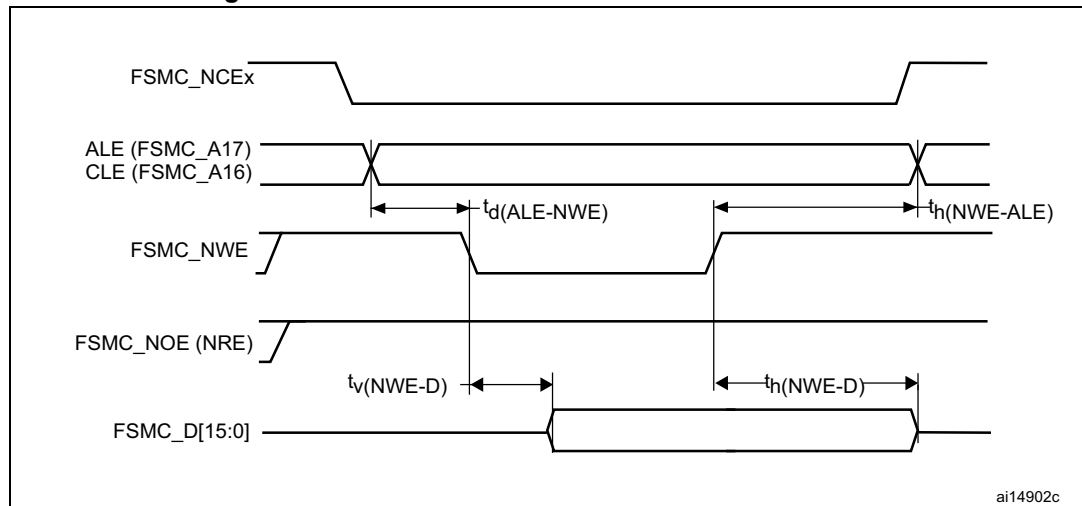 FSMC_NCEx
ALE (FSMC_A17)
CLE (FSMC_A16)
td(ALE-NWE)
th(NWE-ALE)
FSMC_NWE
FSMC_NOE (NRE)
tv(NWE-D)
th(NWE-D)
FSMC_D[15:0]
ai14902c